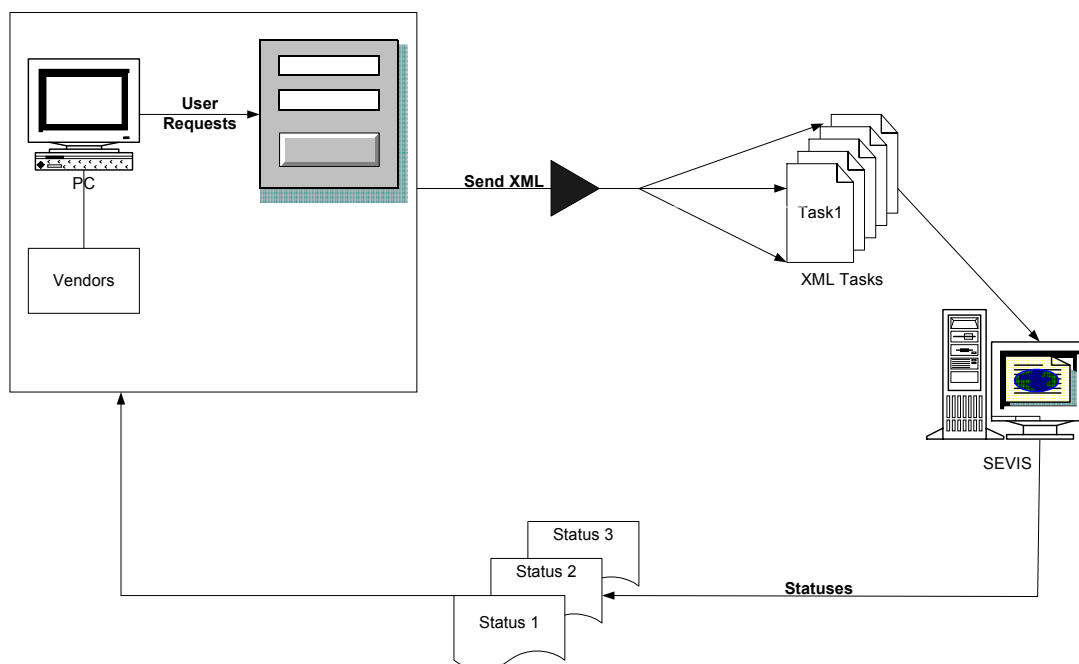 User
Requests
PC
Vendors
Send XML
Task1
XML Tasks
SEVIS
Status 3
Status 2
Status 1
Statuses